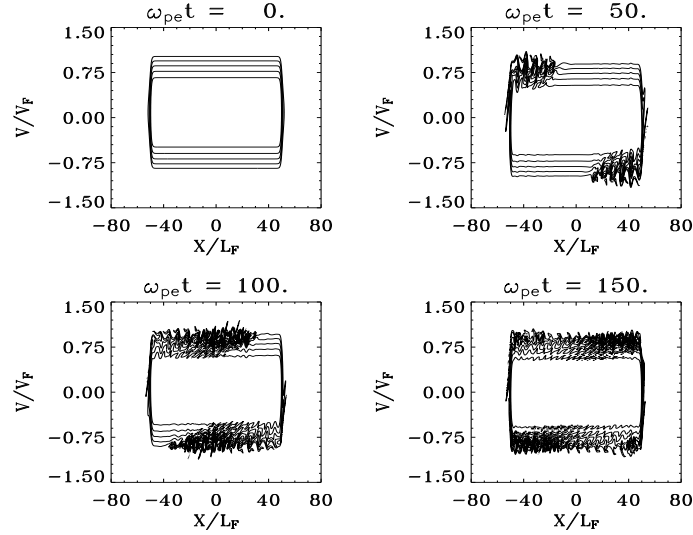 ω_pe t = 0.
ω_pe t = 50.
1.50
0.75
0.00
−0.75
−1.50
V/V_F
−80 −40 0 40 80
X/L_F
1.50
0.75
0.00
−0.75
−1.50
V/V_F
−80 −40 0 40 80
X/L_F
ω_pe t = 100.
ω_pe t = 150.
1.50
0.75
0.00
−0.75
−1.50
V/V_F
−80 −40 0 40 80
X/L_F
1.50
0.75
0.00
−0.75
−1.50
V/V_F
−80 −40 0 40 80
X/L_F